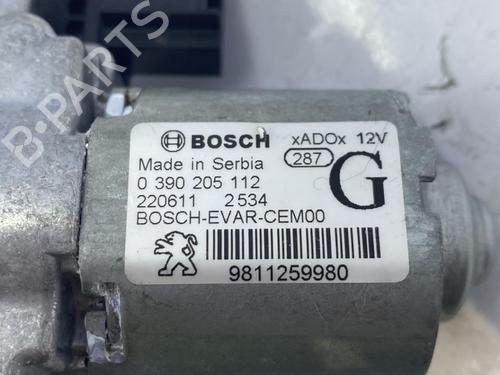 BOSCH xADOx 12V
Made in Serbia 287
0 390 205 112 G
220611 2534
BOSCH-EVAR-CEM00
9811259980
B-PARTS